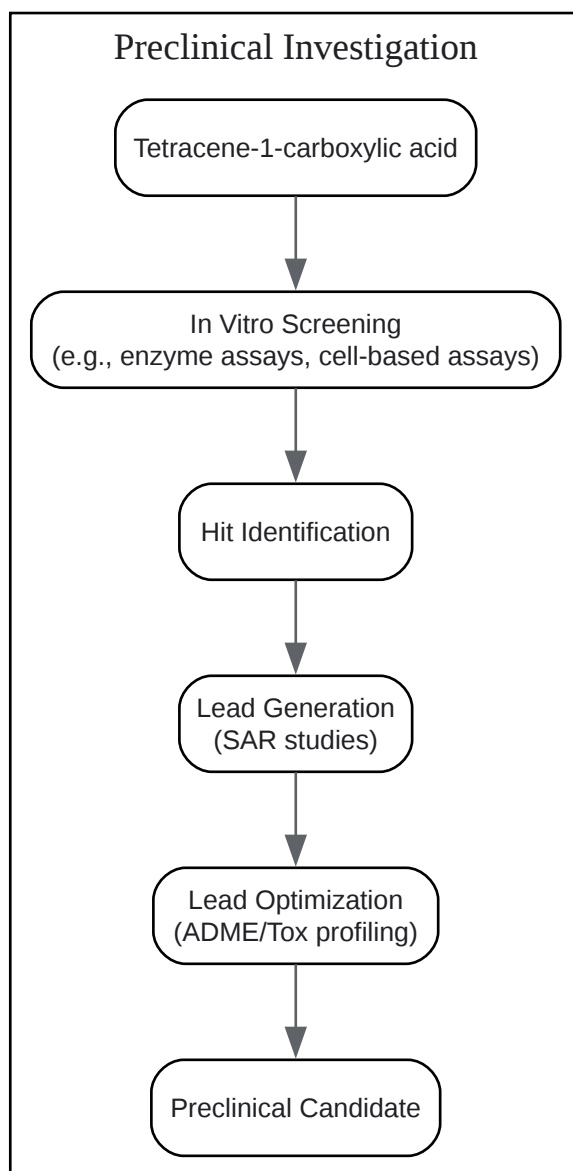 Preclinical Investigation
Tetracene-1-carboxylic acid
In Vitro Screening
(e.g., enzyme assays, cell-based assays)
Hit Identification
Lead Generation
(SAR studies)
Lead Optimization
(ADME/Tox profiling)
Preclinical Candidate